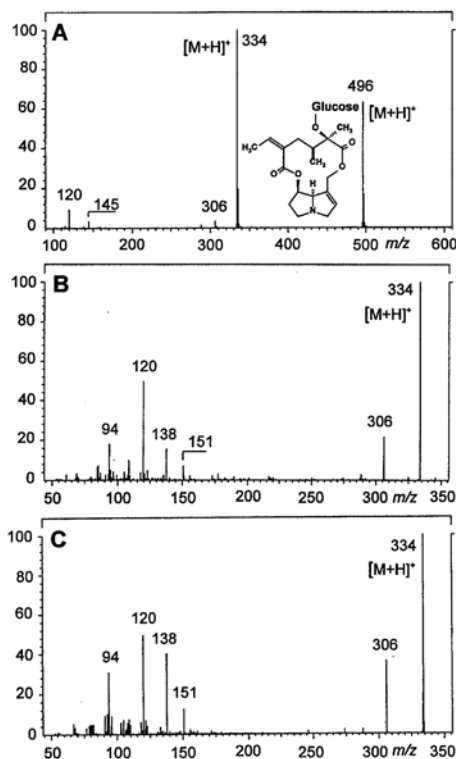 A
[M+H]+ 334
496
[M+H]+
Glucose
O
CH3
H3C
CH3
O
O
O
O
H
N
120
145
306
100
80
60
40
20
0
100 200 300 400 500 m/z 600
B
334
[M+H]+
306
120
94
138
151
100
80
60
40
20
0
50 100 150 200 250 300 m/z 350
C
334
[M+H]+
306
120
138
94
151
100
80
60
40
20
0
50 100 150 200 250 300 m/z 350